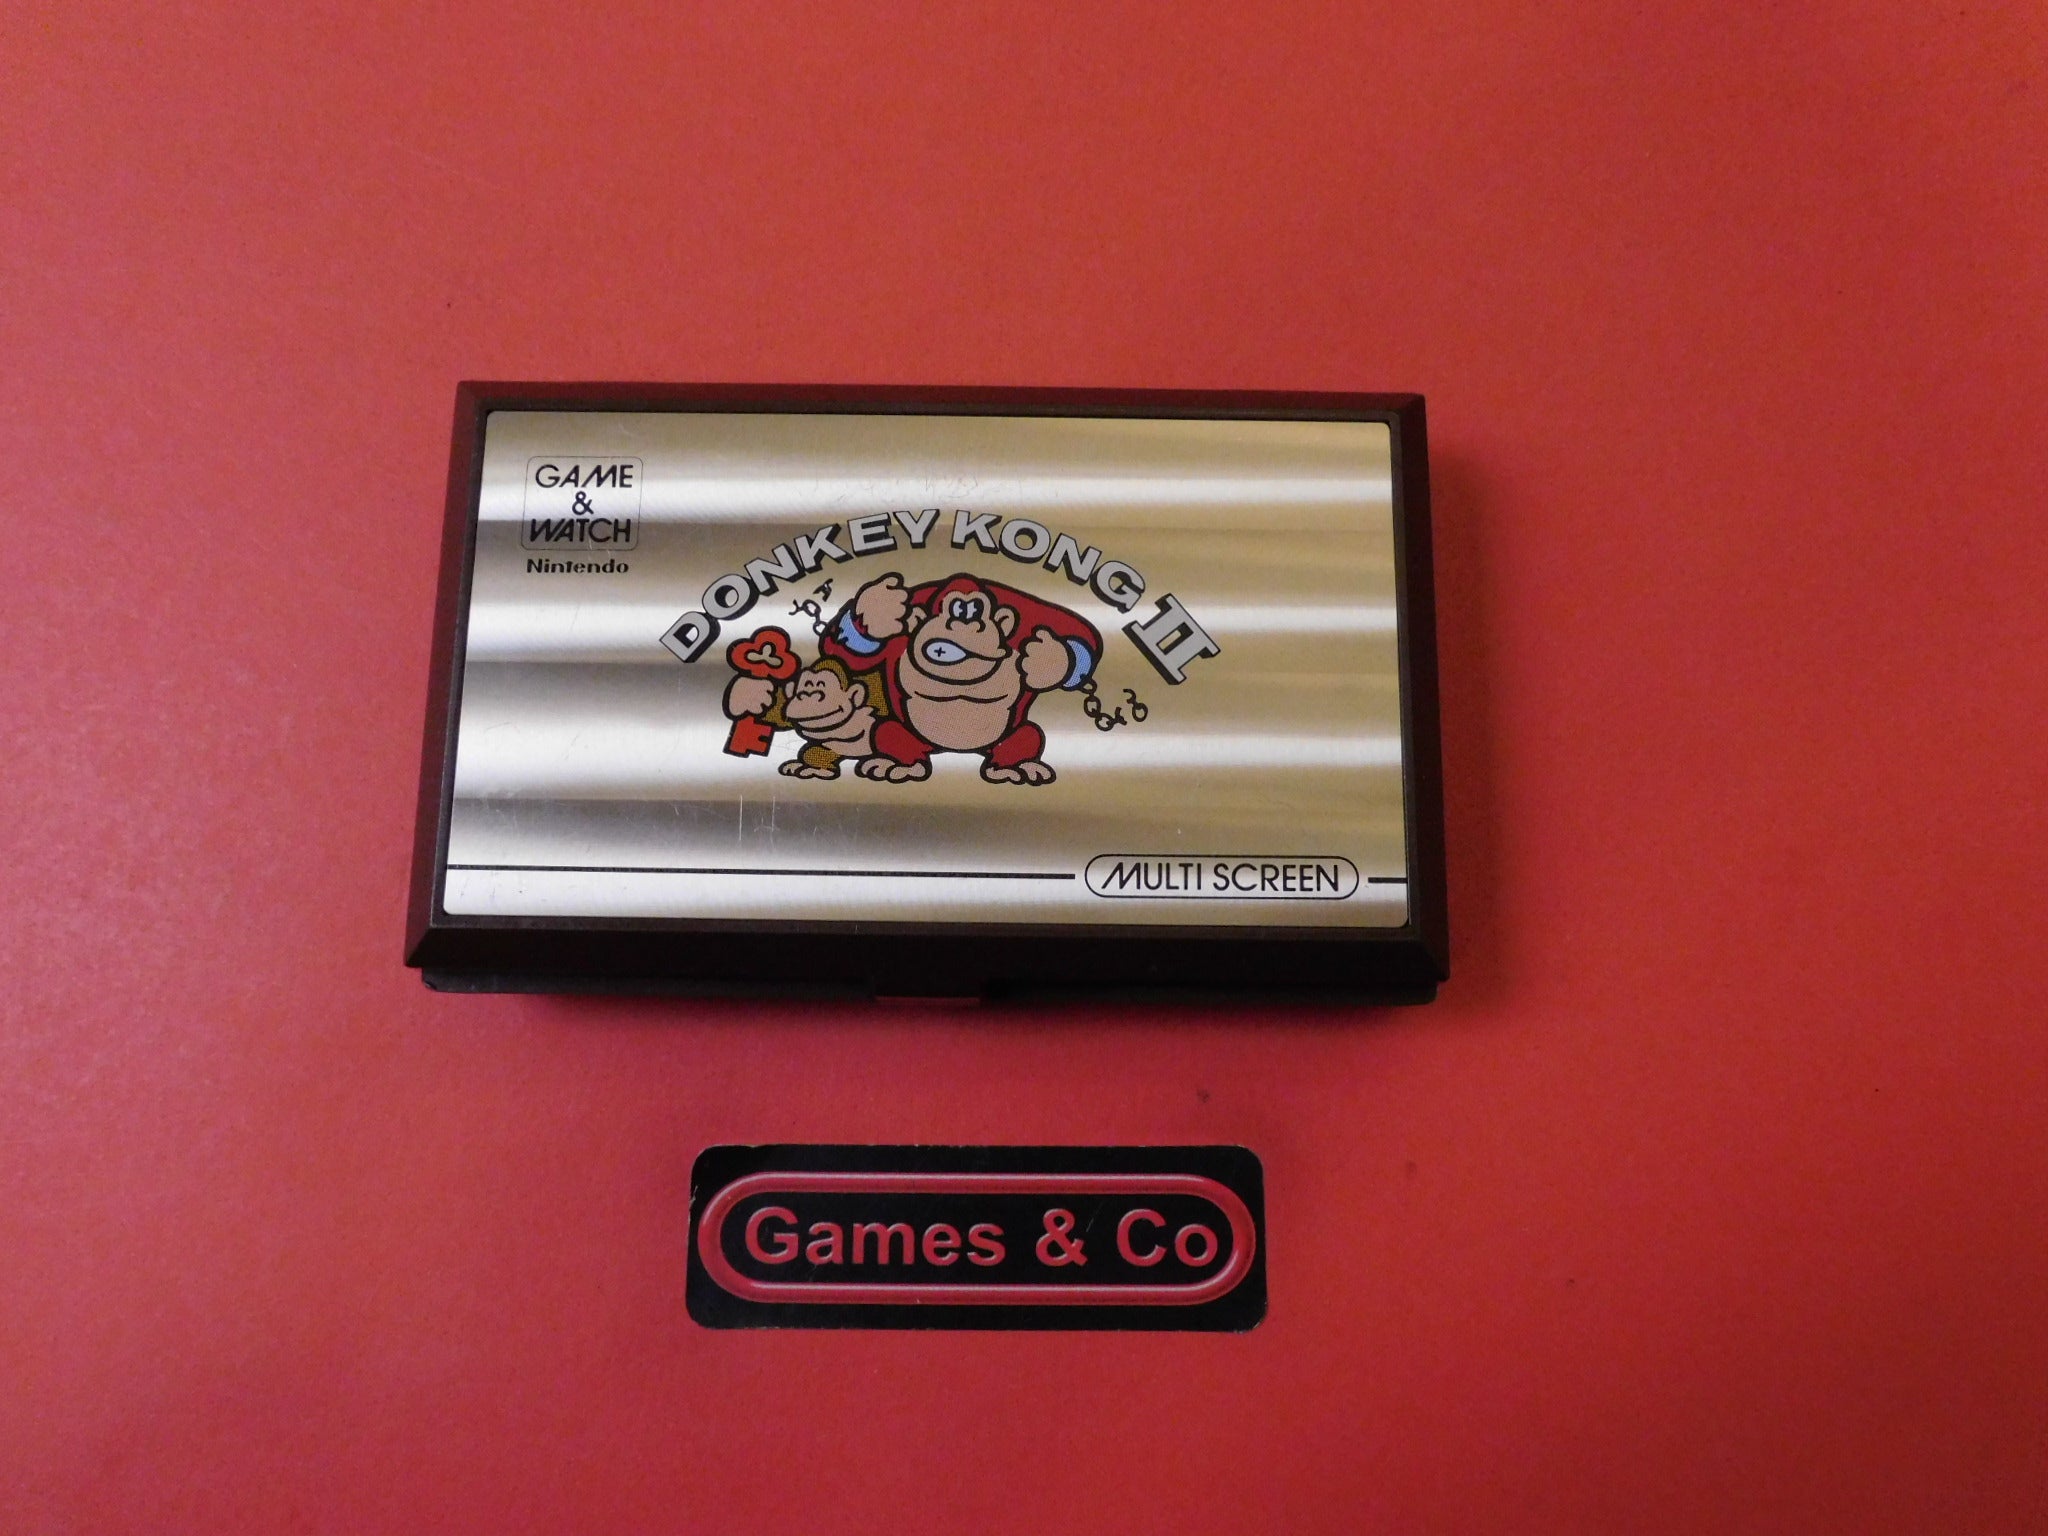 GAME
&
WATCH
Nintendo
DONKEY KONG II
MULTI SCREEN
Games & Co